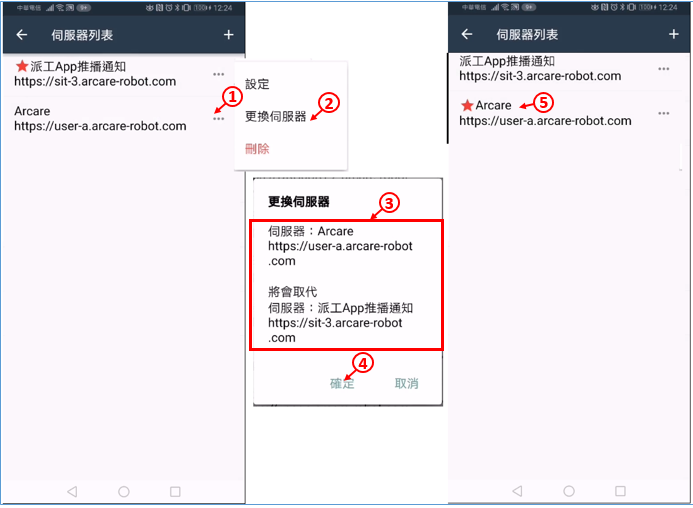 中華電信 9+ 100 12:24
伺服器列表
派工App推播通知
https://sit-3.arcare-robot.com
Arcare
https://user-a.arcare-robot.com
1
設定
更換伺服器
2
刪除
更換伺服器
3
伺服器：Arcare
https://user-a.arcare-robot
.com
將會取代
伺服器：派工App推播通知
https://sit-3.arcare-robot
.com
4
確定 取消
中華電信 9+ 100 12:24
伺服器列表
派工App推播通知
https://sit-3.arcare-robot.com
Arcare
5
https://user-a.arcare-robot.com